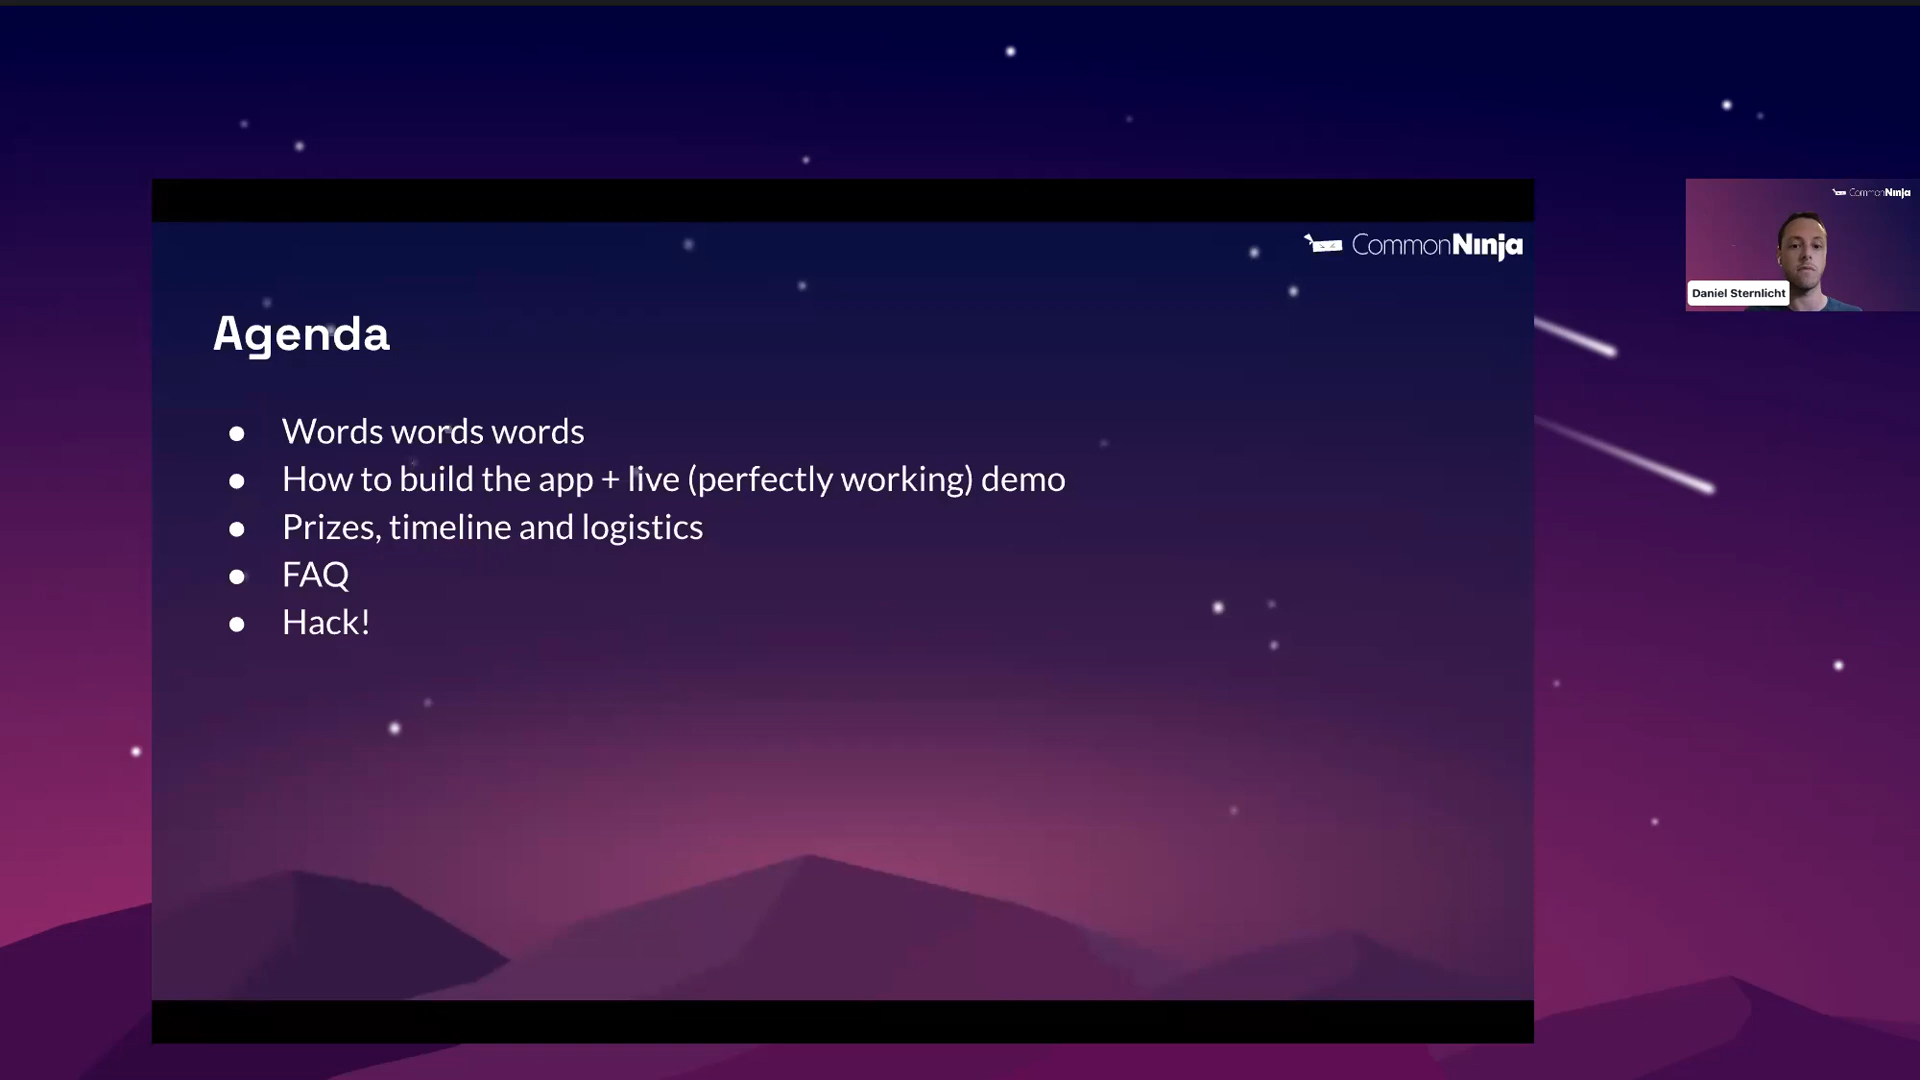 CommonNinja
CommonNinja
Daniel Sternlicht
Agenda
● Words words words
● How to build the app + live (perfectly working) demo
● Prizes, timeline and logistics
● FAQ
● Hack!